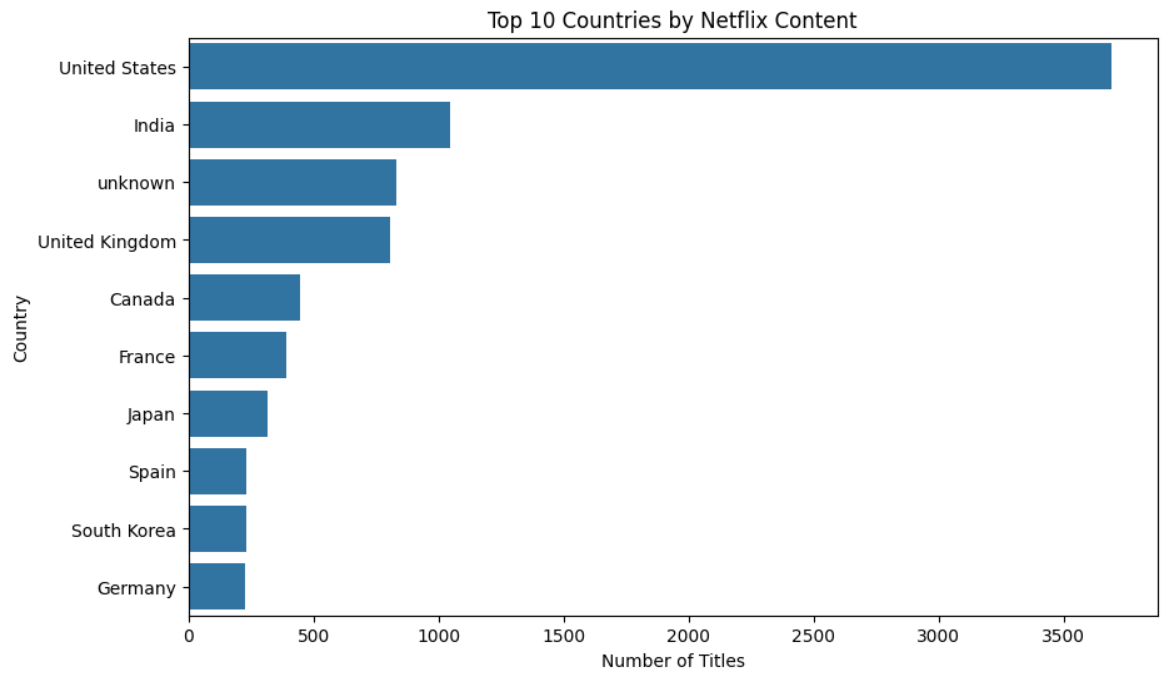 Top 10 Countries by Netflix Content
United States
India
unknown
United Kingdom
Canada
France
Japan
Spain
South Korea
Germany
Country
0 500 1000 1500 2000 2500 3000 3500
Number of Titles